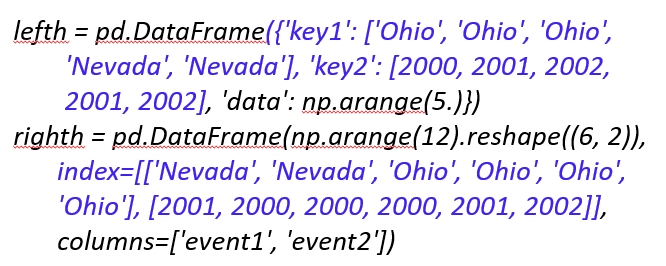 lefth = pd.DataFrame({'key1': ['Ohio', 'Ohio', 'Ohio',
'Nevada', 'Nevada'], 'key2': [2000, 2001, 2002,
2001, 2002], 'data': np.arange(5.)})
righth = pd.DataFrame(np.arange(12).reshape((6, 2)),
index=[['Nevada', 'Nevada', 'Ohio', 'Ohio', 'Ohio',
'Ohio'], [2001, 2000, 2000, 2000, 2001, 2002]],
columns=['event1', 'event2'])